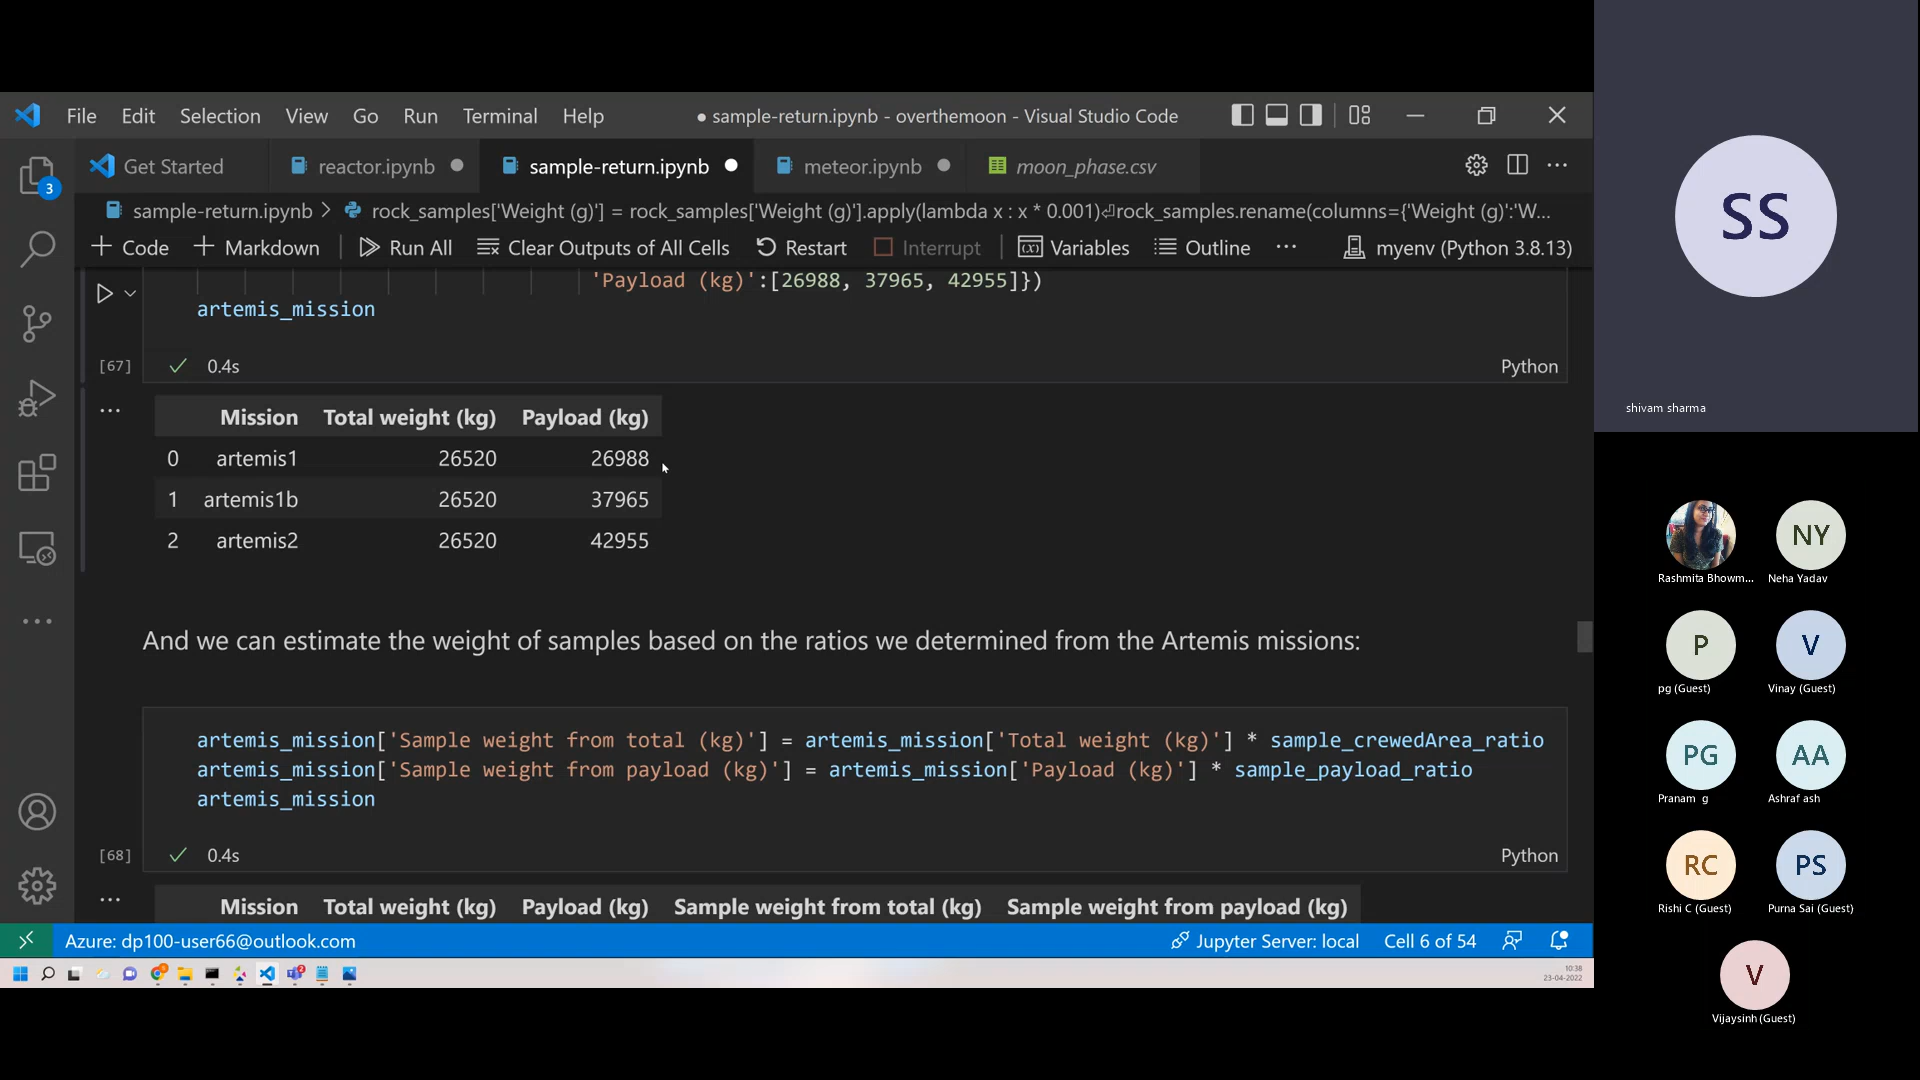 File Edit Selection View Go Run Terminal Help
● sample-return.ipynb - overthemoon - Visual Studio Code
Get Started
reactor.ipynb
sample-return.ipynb
meteor.ipynb
moon_phase.csv
sample-return.ipynb > rock_samples['Weight (g)'] = rock_samples['Weight (g)'].apply(lambda x : x * 0.001)⏎rock_samples.rename(columns={'Weight (g)':'W...
+ Code + Markdown Run All Clear Outputs of All Cells Restart Interrupt Variables Outline ... myenv (Python 3.8.13)
'Payload (kg)':[26988, 37965, 42955]})
artemis_mission
[67] 0.4s Python
Mission Total weight (kg) Payload (kg)
0 artemis1 26520 26988
1 artemis1b 26520 37965
2 artemis2 26520 42955
And we can estimate the weight of samples based on the ratios we determined from the Artemis missions:
artemis_mission['Sample weight from total (kg)'] = artemis_mission['Total weight (kg)'] * sample_crewedArea_ratio
artemis_mission['Sample weight from payload (kg)'] = artemis_mission['Payload (kg)'] * sample_payload_ratio
artemis_mission
[68] 0.4s Python
Mission Total weight (kg) Payload (kg) Sample weight from total (kg) Sample weight from payload (kg)
3
Azure: dp100-user66@outlook.com
Jupyter Server: local Cell 6 of 54
10:38
23-04-2022
SS
shivam sharma
Rashmita Bhowm...
NY
Neha Yadav
P
pg (Guest)
V
Vinay (Guest)
PG
Pranam g
AA
Ashraf ash
RC
Rishi C (Guest)
PS
Purna Sai (Guest)
V
Vijaysinh (Guest)